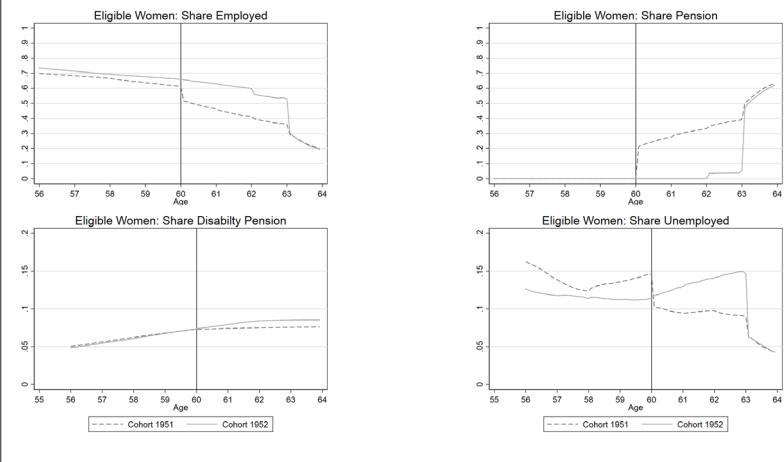 Eligible Women: Share Employed
1
.9
.8
.7
.6
.5
.4
.3
.2
.1
0
56 57 58 59 60 61 62 63 64
Age
Eligible Women: Share Pension
1
.9
.8
.7
.6
.5
.4
.3
.2
.1
0
56 57 58 59 60 61 62 63 64
Age
Eligible Women: Share Disabilty Pension
.2
.15
.1
.05
0
55 56 57 58 59 60 61 62 63 64
Age
Cohort 1951 Cohort 1952
Eligible Women: Share Unemployed
.2
.15
.1
.05
0
55 56 57 58 59 60 61 62 63 64
Age
Cohort 1951 Cohort 1952